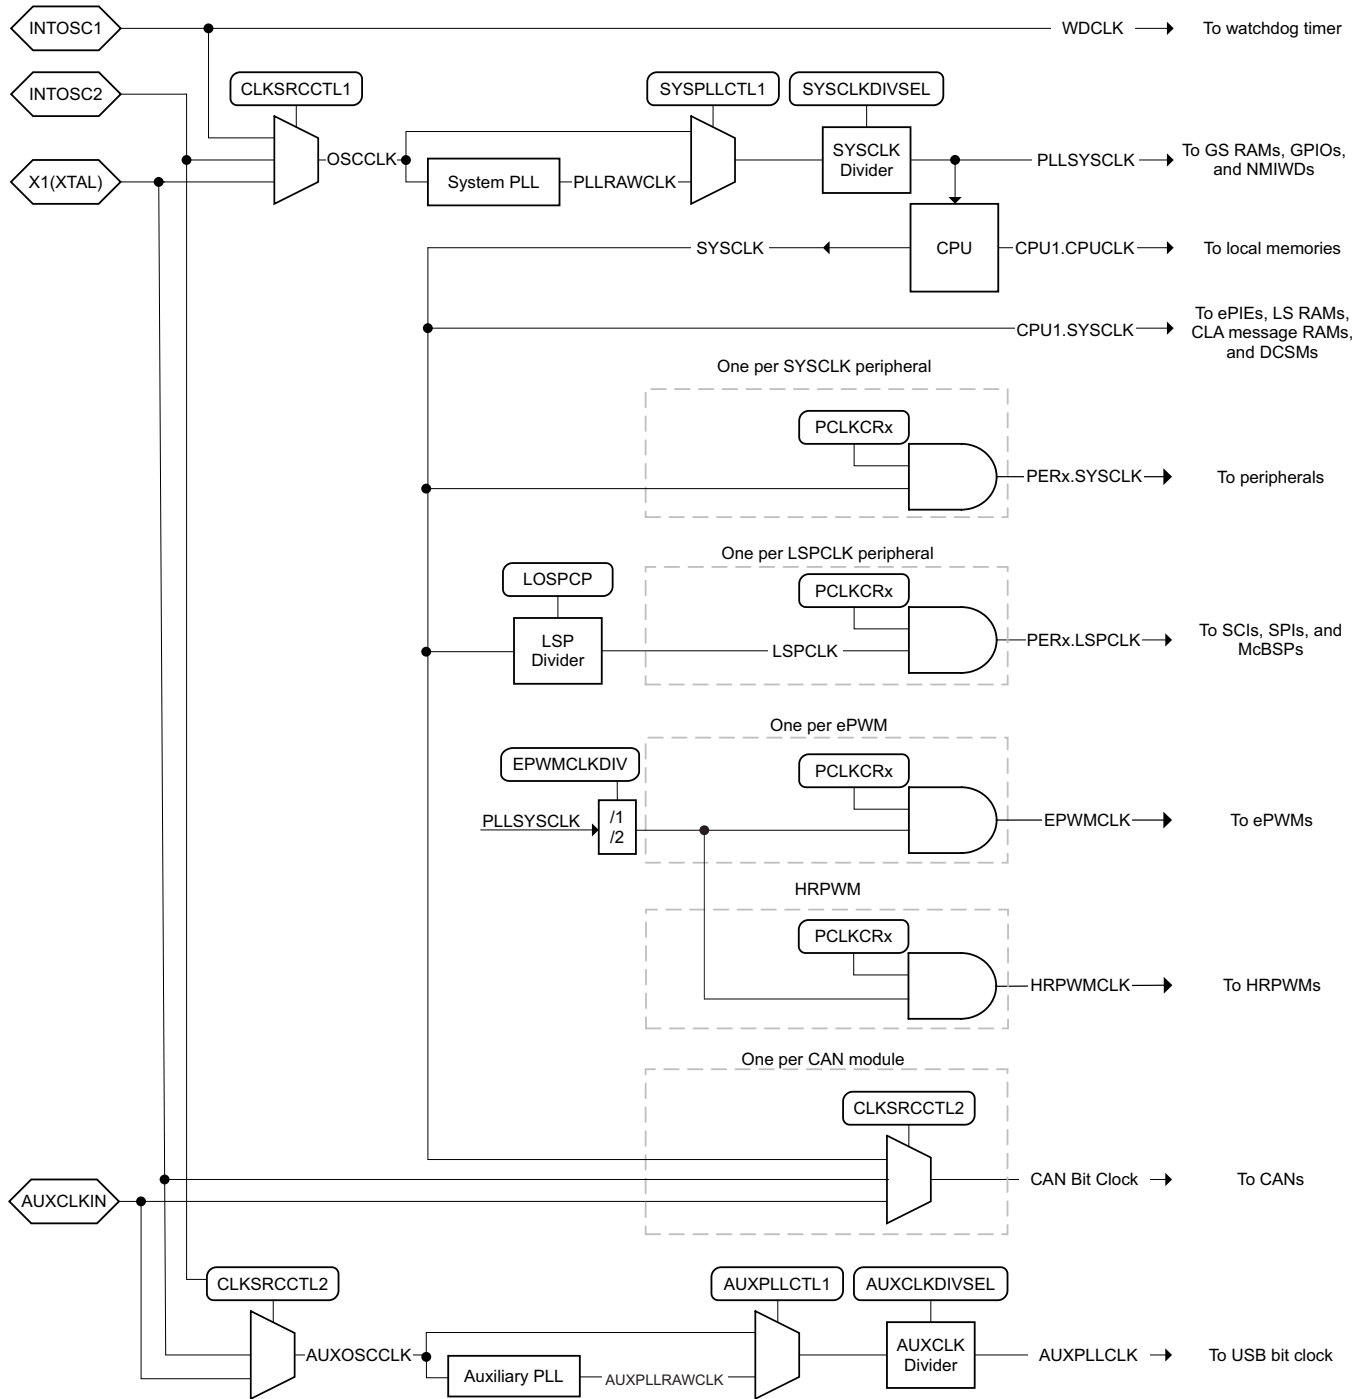 INTOSC1
WDCLK
To watchdog timer
INTOSC2
CLKSRCCTL1
SYSPLLCTL1
SYSCLKDIVSEL
X1(XTAL)
OSCCLK
System PLL
PLLRAWCLK
SYSCLK
Divider
PLLSYSCLK
To GS RAMs, GPIOs,
and NMIWDs
SYSCLK
CPU
CPU1.CPUCLK
To local memories
CPU1.SYSCLK
To ePIEs, LS RAMs,
CLA message RAMs,
and DCSMs
One per SYSCLK peripheral
PCLKCRx
PERx.SYSCLK
To peripherals
One per LSPCLK peripheral
LOSPCP
PCLKCRx
LSP
Divider
LSPCLK
PERx.LSPCLK
To SCIs, SPIs, and
McBSPs
One per ePWM
EPWMCLKDIV
PCLKCRx
PLLSYSCLK
/1
/2
EPWMCLK
To ePWMs
HRPWM
PCLKCRx
HRPWMCLK
To HRPWMs
One per CAN module
CLKSRCCTL2
CAN Bit Clock
To CANs
AUXCLKIN
CLKSRCCTL2
AUXPLLCTL1
AUXCLKDIVSEL
AUXOSCCLK
Auxiliary PLL
AUXPLLRAWCLK
AUXCLK
Divider
AUXPLLCLK
To USB bit clock